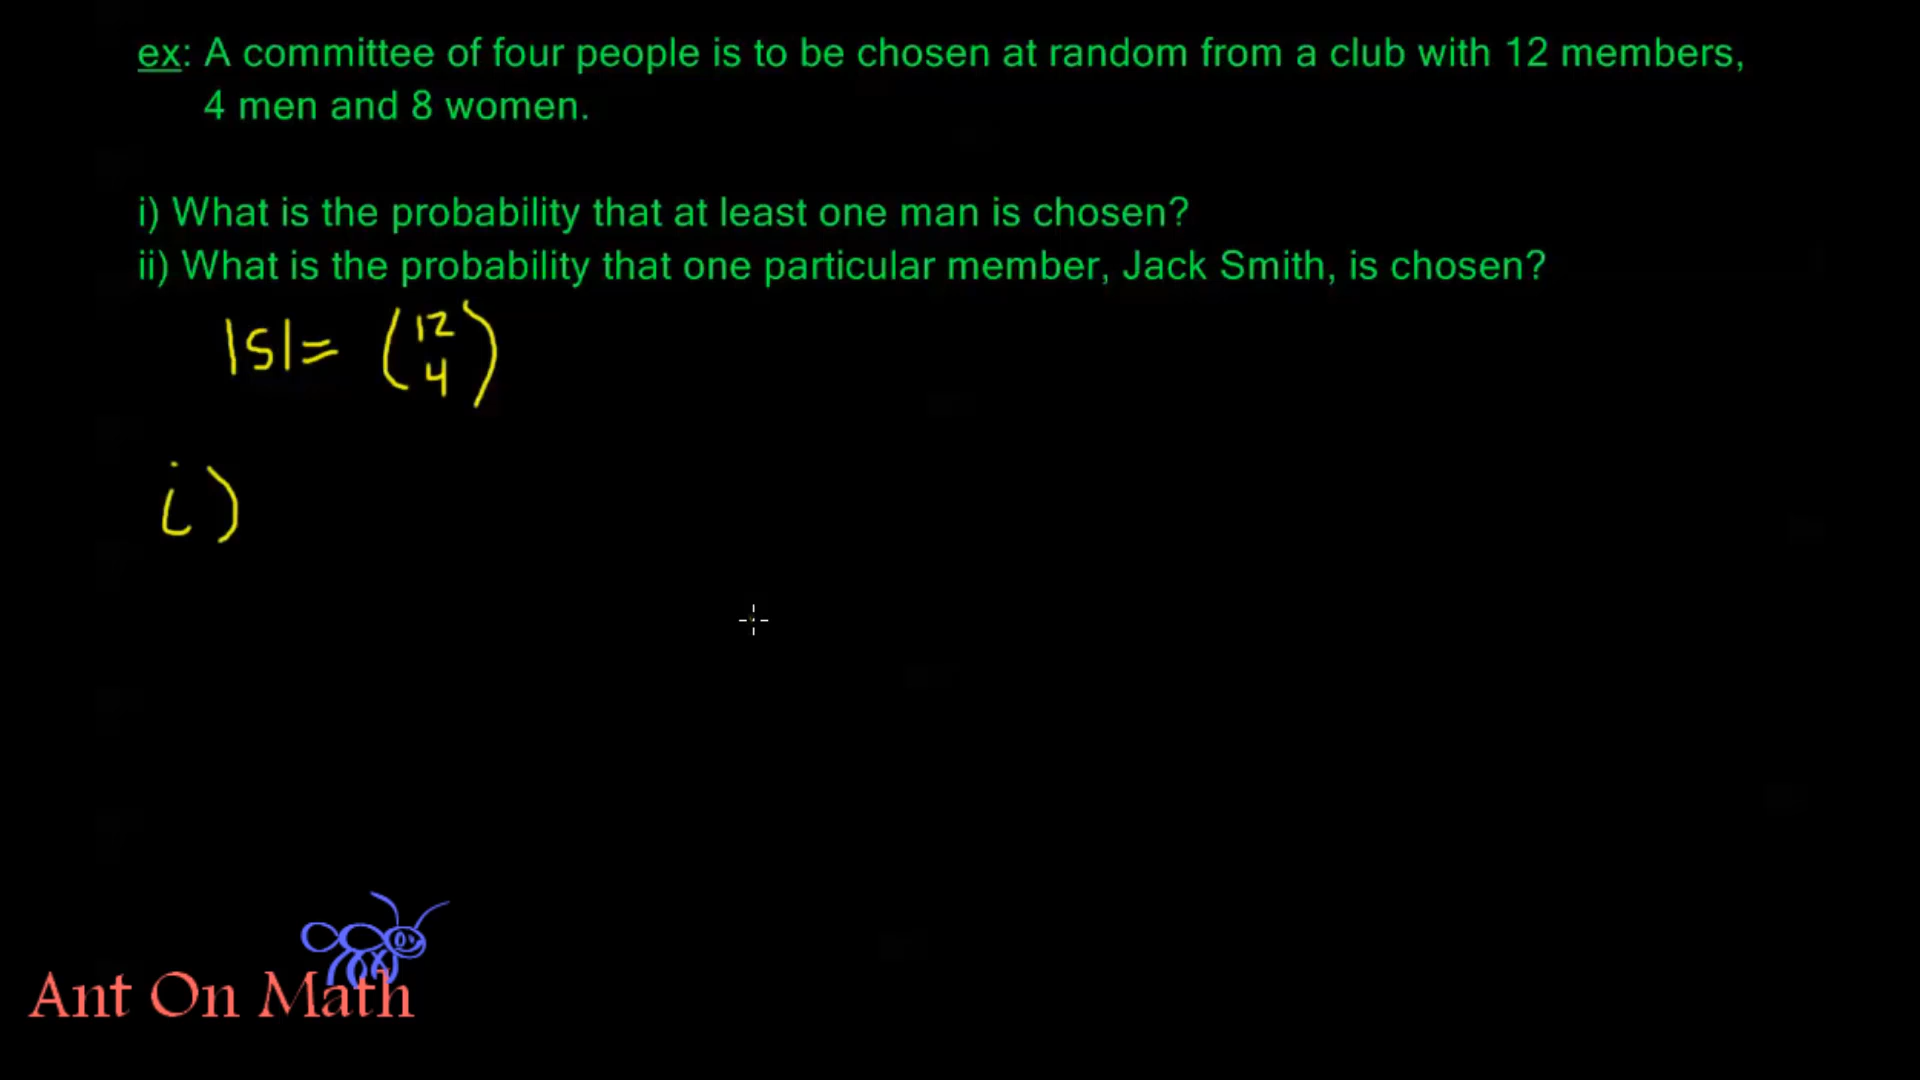 ex: A committee of four people is to be chosen at random from a club with 12 members,
4 men and 8 women.
i) What is the probability that at least one man is chosen?
ii) What is the probability that one particular member, Jack Smith, is chosen?
|S| = (12
4)
i)
Ant On Math